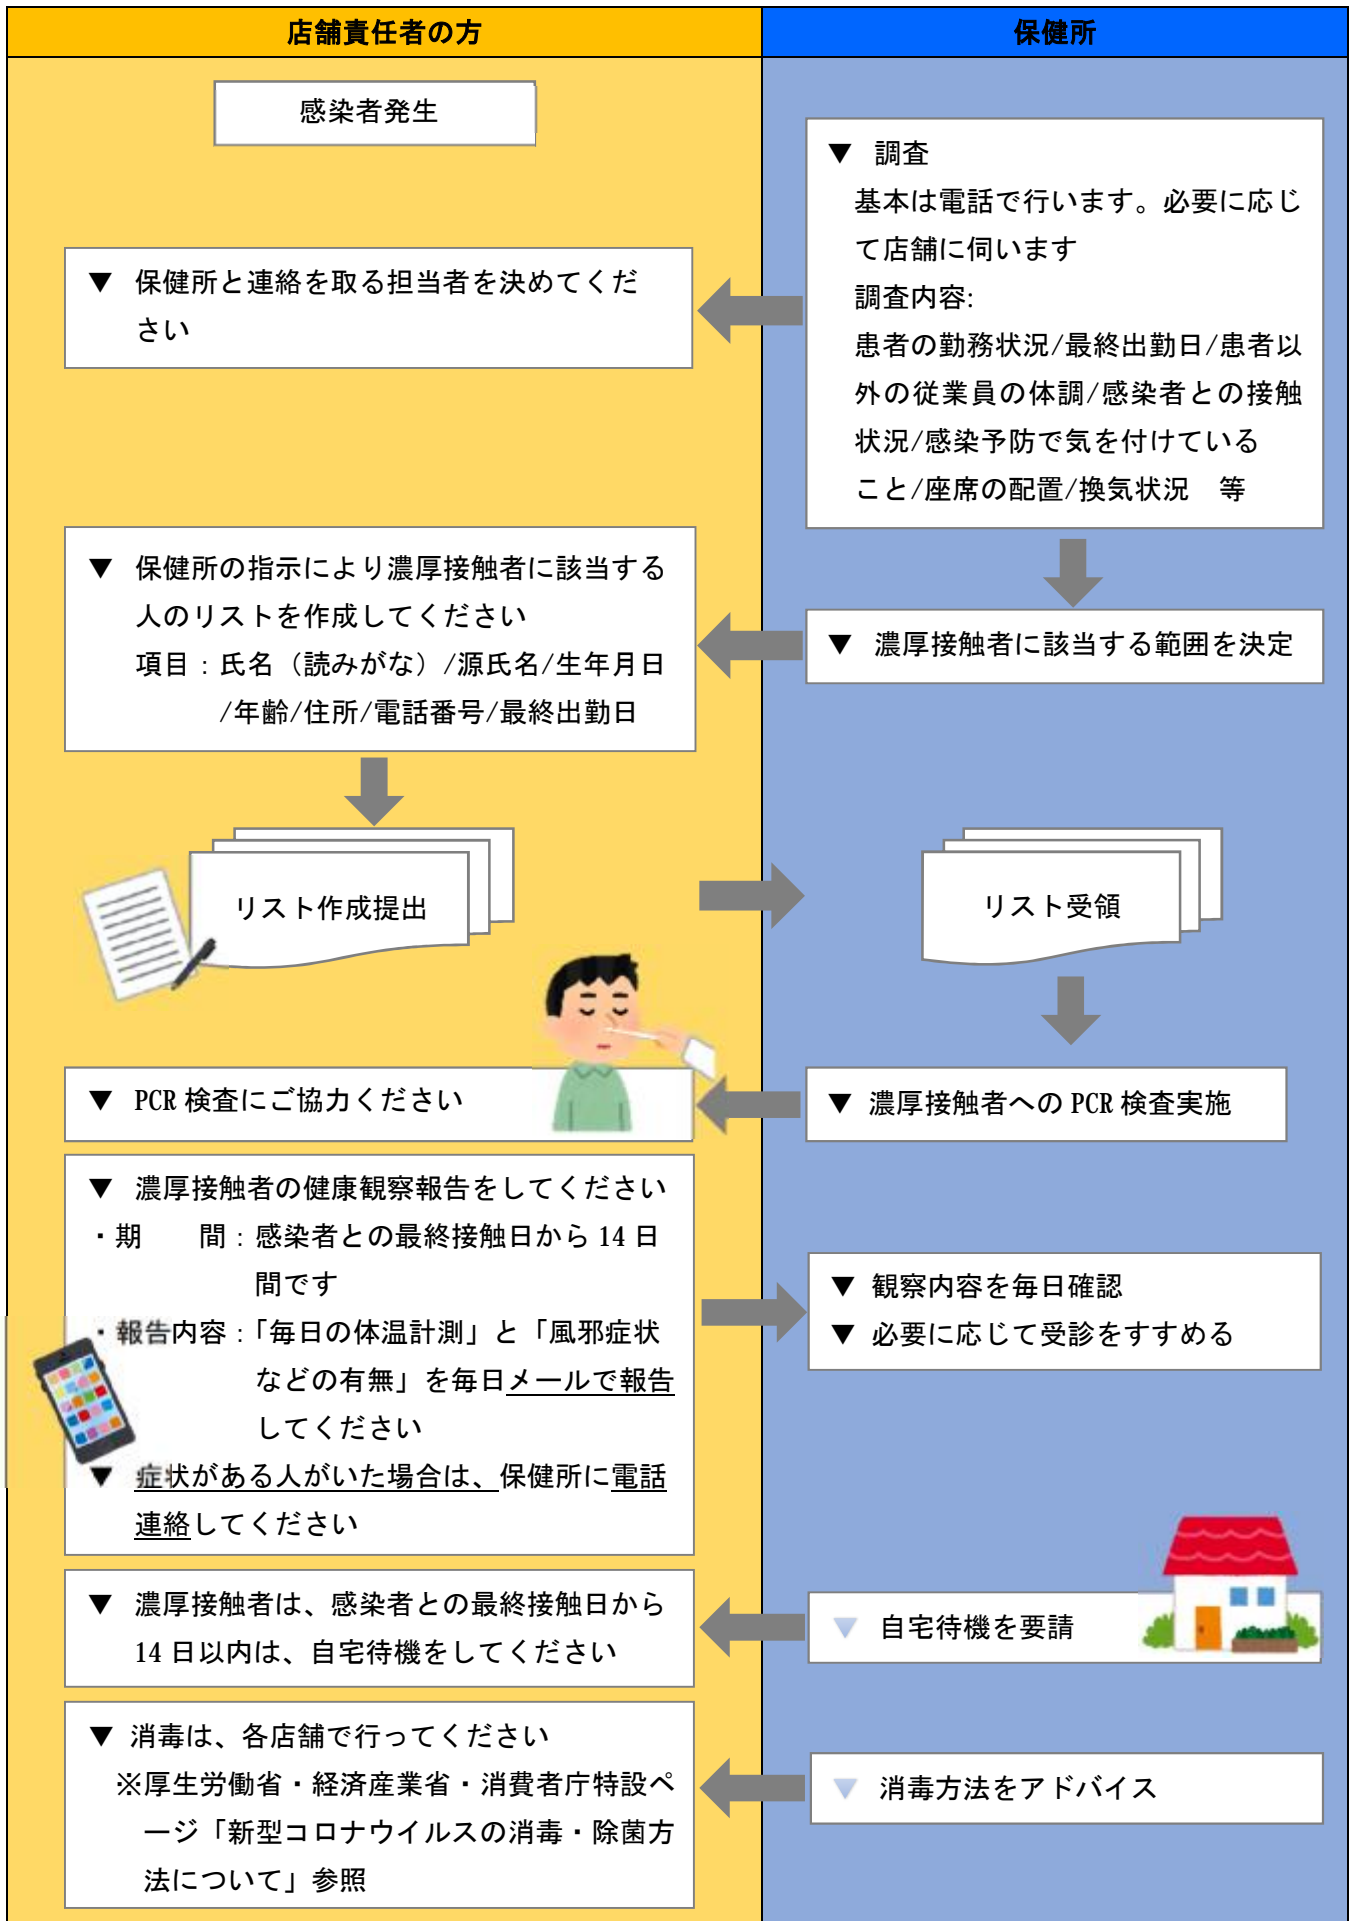 店舗責任者の方
保健所
感染者発生
▼ 調査
基本は電話で行います。必要に応じ
て店舗に伺います
調査内容:
患者の勤務状況/最終出勤日/患者以
外の従業員の体調/感染者との接触
状況/感染予防で気を付けている
こと/座席の配置/換気状況　等
▼ 保健所と連絡を取る担当者を決めてくだ
さい
▼ 濃厚接触者に該当する範囲を決定
▼ 保健所の指示により濃厚接触者に該当する
人のリストを作成してください
項目：氏名（読みがな）/源氏名/生年月日
/年齢/住所/電話番号/最終出勤日
リスト作成提出
リスト受領
▼ 濃厚接触者への PCR 検査実施
▼ PCR 検査にご協力ください
▼ 濃厚接触者の健康観察報告をしてください
・期　　間：感染者との最終接触日から 14 日
間です
・報告内容：「毎日の体温計測」と「風邪症状
などの有無」を毎日メールで報告
してください
▼ 症状がある人がいた場合は、保健所に電話
連絡してください
▼ 観察内容を毎日確認
▼ 必要に応じて受診をすすめる
▼ 自宅待機を要請
▼ 濃厚接触者は、感染者との最終接触日から
14 日以内は、自宅待機をしてください
▼ 消毒方法をアドバイス
▼ 消毒は、各店舗で行ってください
※厚生労働省・経済産業省・消費者庁特設ペ
ージ「新型コロナウイルスの消毒・除菌方
法について」参照